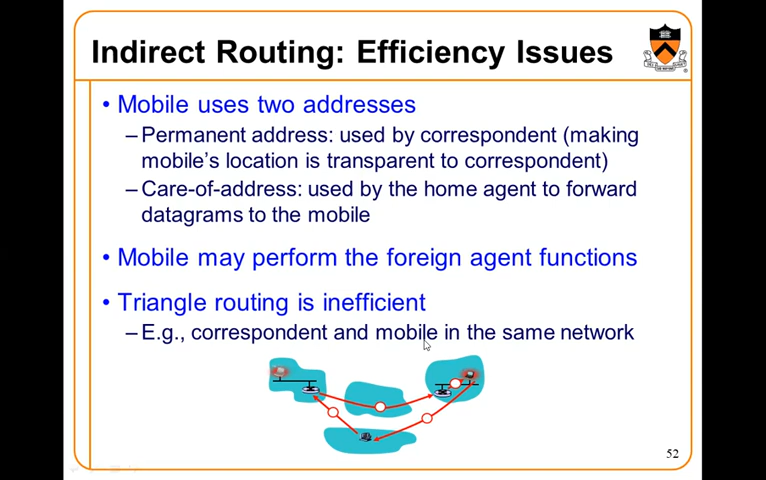 Indirect Routing: Efficiency Issues
• Mobile uses two addresses
– Permanent address: used by correspondent (making
mobile's location is transparent to correspondent)
– Care-of-address: used by the home agent to forward
datagrams to the mobile
• Mobile may perform the foreign agent functions
• Triangle routing is inefficient
– E.g., correspondent and mobile in the same network
52